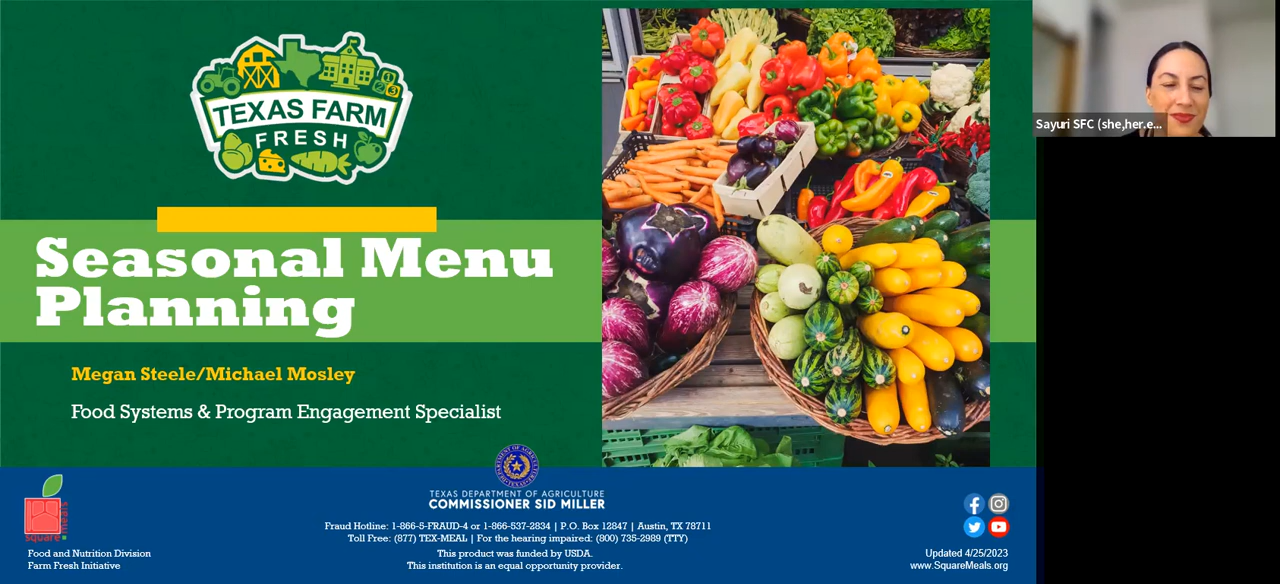 TEXAS FARM
FRESH
Seasonal Menu
Planning
Megan Steele/Michael Mosley
Food Systems & Program Engagement Specialist
square meals
Food and Nutrition Division
Farm Fresh Initiative
TEXAS DEPARTMENT OF AGRICULTURE
COMMISSIONER SID MILLER
Fraud Hotline: 1-866-5-FRAUD-4 or 1-866-537-2834 | P.O. Box 12847 | Austin, TX 78711
Toll Free: (877) TEX-MEAL | For the hearing impaired: (800) 735-2989 (TTY)
This product was funded by USDA.
This institution is an equal opportunity provider.
Updated 4/25/2023
www.SquareMeals.org
Sayuri SFC (she,her.e...